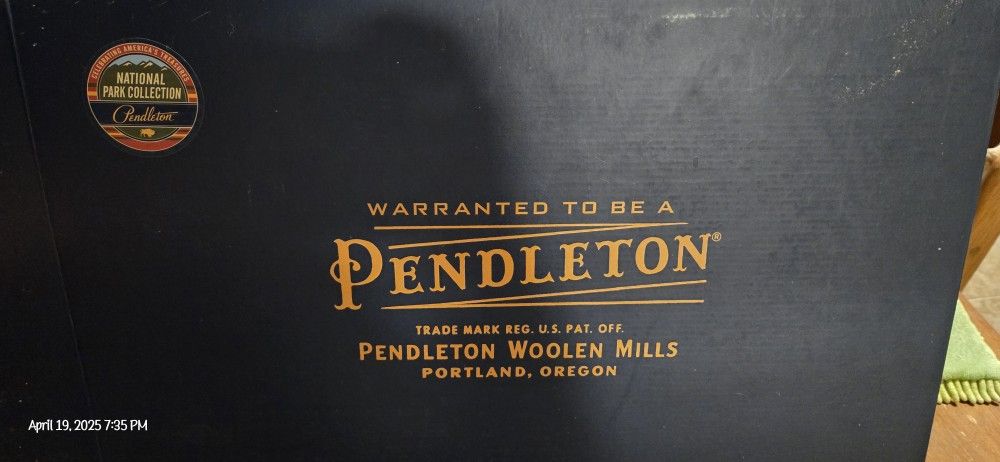 CELEBRATING AMERICA'S TREASURES
NATIONAL
PARK COLLECTION
Pendleton
WARRANTED TO BE A
PENDLETON®
TRADE MARK REG. U.S. PAT. OFF.
PENDLETON WOOLEN MILLS
PORTLAND, OREGON
April 19, 2025 7:35 PM